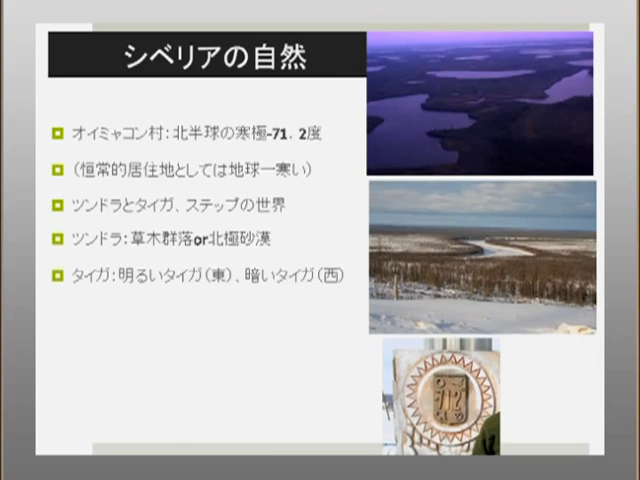 シベリアの自然
オイミャコン村：北半球の寒極-71．2度
（恒常的居住地としては地球一寒い）
ツンドラとタイガ、ステップの世界
ツンドラ：草木群落or北極砂漠
タイガ：明るいタイガ（東）、暗いタイガ（西）
712